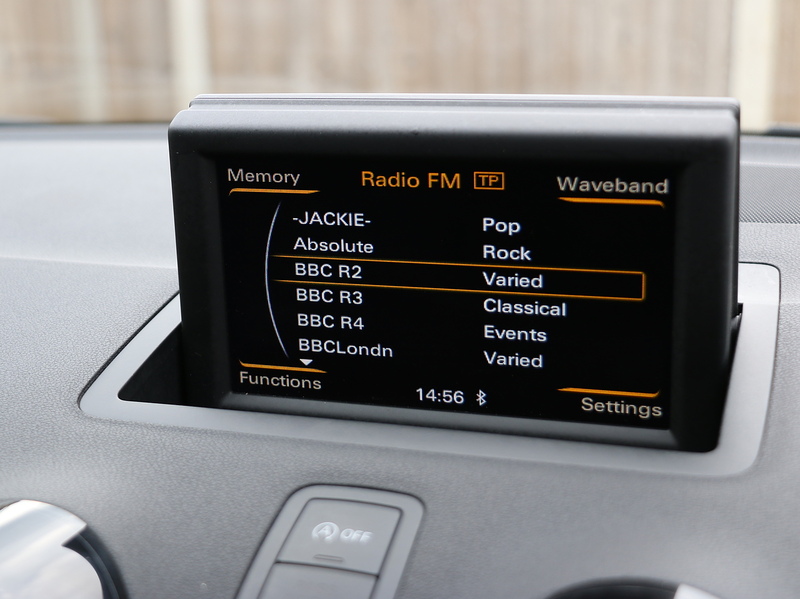 Memory Radio FM TP Waveband
-JACKIE- Pop
Absolute Rock
BBC R2 Varied
BBC R3 Classical
BBC R4 Events
BBCLondn Varied
Functions 14:56 Settings
A OFF